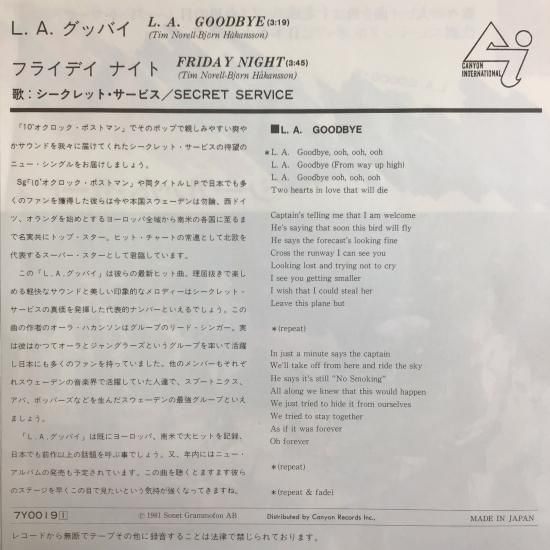 L. A. グッバイ L. A. GOODBYE(3:19)
(Tim Norell-Bjorn Håkansson)
フライデイ ナイト FRIDAY NIGHT(3:45)
(Tim Norell-Bjorn Håkansson)
歌：シークレット・サービス／SECRET SERVICE
CANYON
INTERNATIONAL
「10"オクロック・ポストマン」でそのポップで親しみやすい爽や
かサウンドを我々に届けてくれたシークレット・サービスの待望の
ニュー・シングルをお届けしましょう。
Sg「10"オクロック・ポストマン」や同タイトルＬＰで日本でも多
くのファンを獲得した彼らは今や本国スウェーデンは勿論、西ドイ
ツ、オランダを始めとするヨーロッパ全域から南米の各国に至るま
で名実共にトップ・スター。ヒット・チャートの常連として北欧を
代表するスーパー・スターとして君臨しています。
この「Ｌ.Ａ.グッバイ」は彼らの最新ヒット曲。理屈抜きで楽し
める軽快なサウンドと美しい印象的なメロディーはシークレット・
サービスの真価を発揮した代表的ナンバーといえるでしょう。この
曲の作者のオーラ・ハカンソンはグループのリード・シンガー。実
は彼はかつてオーラとジャングラーズというグループを率いて活躍
し日本にも多くのファンを持っていました。他のメンバーもそれぞ
れスウェーデンの音楽界で活躍していた人達で、スプートニクス、
アバ、ポッパーズなどを生んだスウェーデンの最強グループといえ
ましょう。
「Ｌ.Ａ.グッバイ」は既にヨーロッパ、南米で大ヒットを記録、
日本でも前作以上の話題を呼ぶ事でしょう。又、年内にはニュー・
アルバムの発売も予定されています。この曲を聴くとますます彼ら
のステージを早くこの目で見たいという気持が強くなってきますね。
■L. A. GOODBYE
*L. A. Goodbye, ooh, ooh, ooh
L. A. Goodbye (From way up high)
L. A. Goodbye ooh, ooh, ooh
Two hearts in love that will die
Captain's telling me that I am welcome
He's saying that soon this bird will fly
He says the forecast's looking fine
Cross the runway I can see you
Looking lost and trying not to cry
I see you getting smaller
I wish that I could steal her
Leave this plane but
*(repeat)
In just a minute says the captain
We'll take off from here and ride the sky
He says it's still "No Smoking"
All along we knew that this would happen
We just tried to hide it from ourselves
We tried to stay together
As if it was forever
Oh forever
*(repeat)
*(repeat & fade)
7Y0019 1 ℗1981 Sonet Grammofon AB Distributed by Canyon Records Inc., MADE IN JAPAN
レコードから無断でテープその他に録音することは法律で禁じられております。